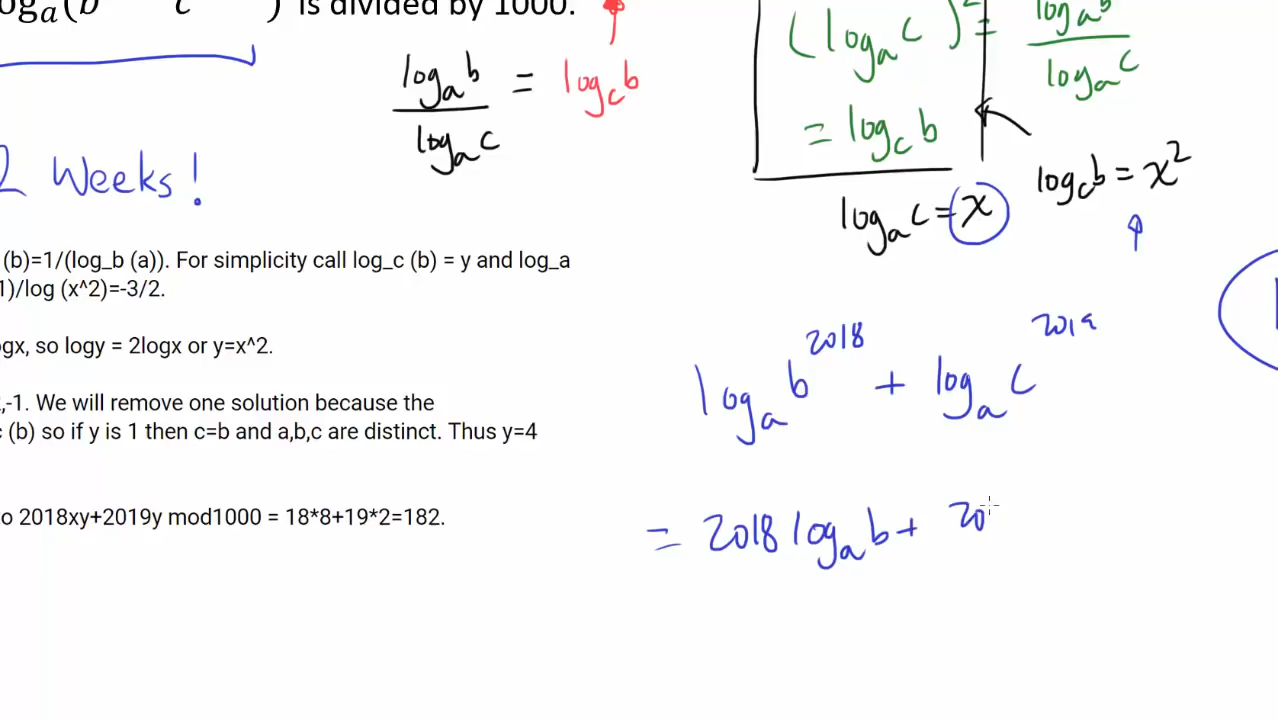 log_a(b c ) is divided by 1000.
log_a b / log_a c = log_c b
(log_a c)^2 = log_a b / log_a c
= log_c b
2 Weeks!
log_a c = x
log_c b = x^2
(b)=1/(log_b (a)). For simplicity call log_c (b) = y and log_a
1)/log (x^2)=-3/2.
gx, so logy = 2logx or y=x^2.
log_a b^2018 + log_a c^2019
,-1. We will remove one solution because the
(b) so if y is 1 then c=b and a,b,c are distinct. Thus y=4
to 2018xy+2019y mod1000 = 18*8+19*2=182.
= 2018 log_a b + 20